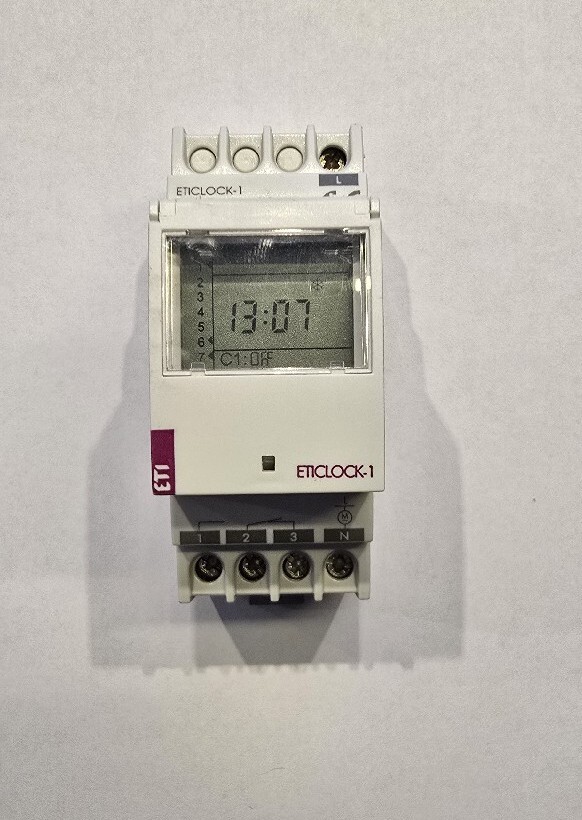 L
ETICLOCK-1
1
2
3
4
5
6
7
13:07
C1:OFF
ETI
ETICLOCK-1
L
M
1 2 3 N